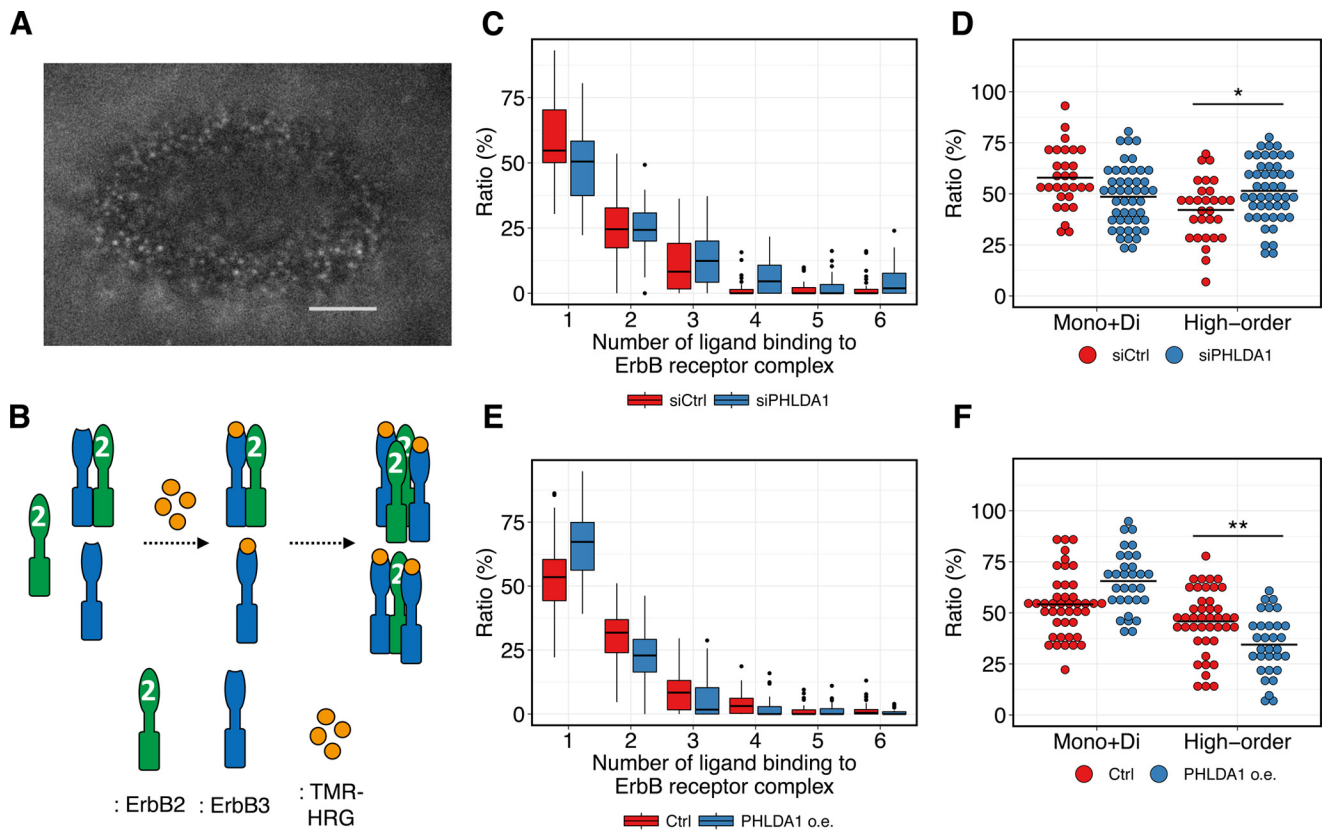 A
B
2
2
2
2
2
2
2
: ErbB2
: ErbB3
: TMR-
HRG
C
Ratio (%)
75
50
25
0
1 2 3 4 5 6
Number of ligand binding to
ErbB receptor complex
siCtrl siPHLDA1
D
Ratio (%)
100
75
50
25
0
*
Mono+Di High–order
siCtrl siPHLDA1
E
Ratio (%)
75
50
25
0
1 2 3 4 5 6
Number of ligand binding to
ErbB receptor complex
Ctrl PHLDA1 o.e.
F
Ratio (%)
100
75
50
25
0
**
Mono+Di High–order
Ctrl PHLDA1 o.e.